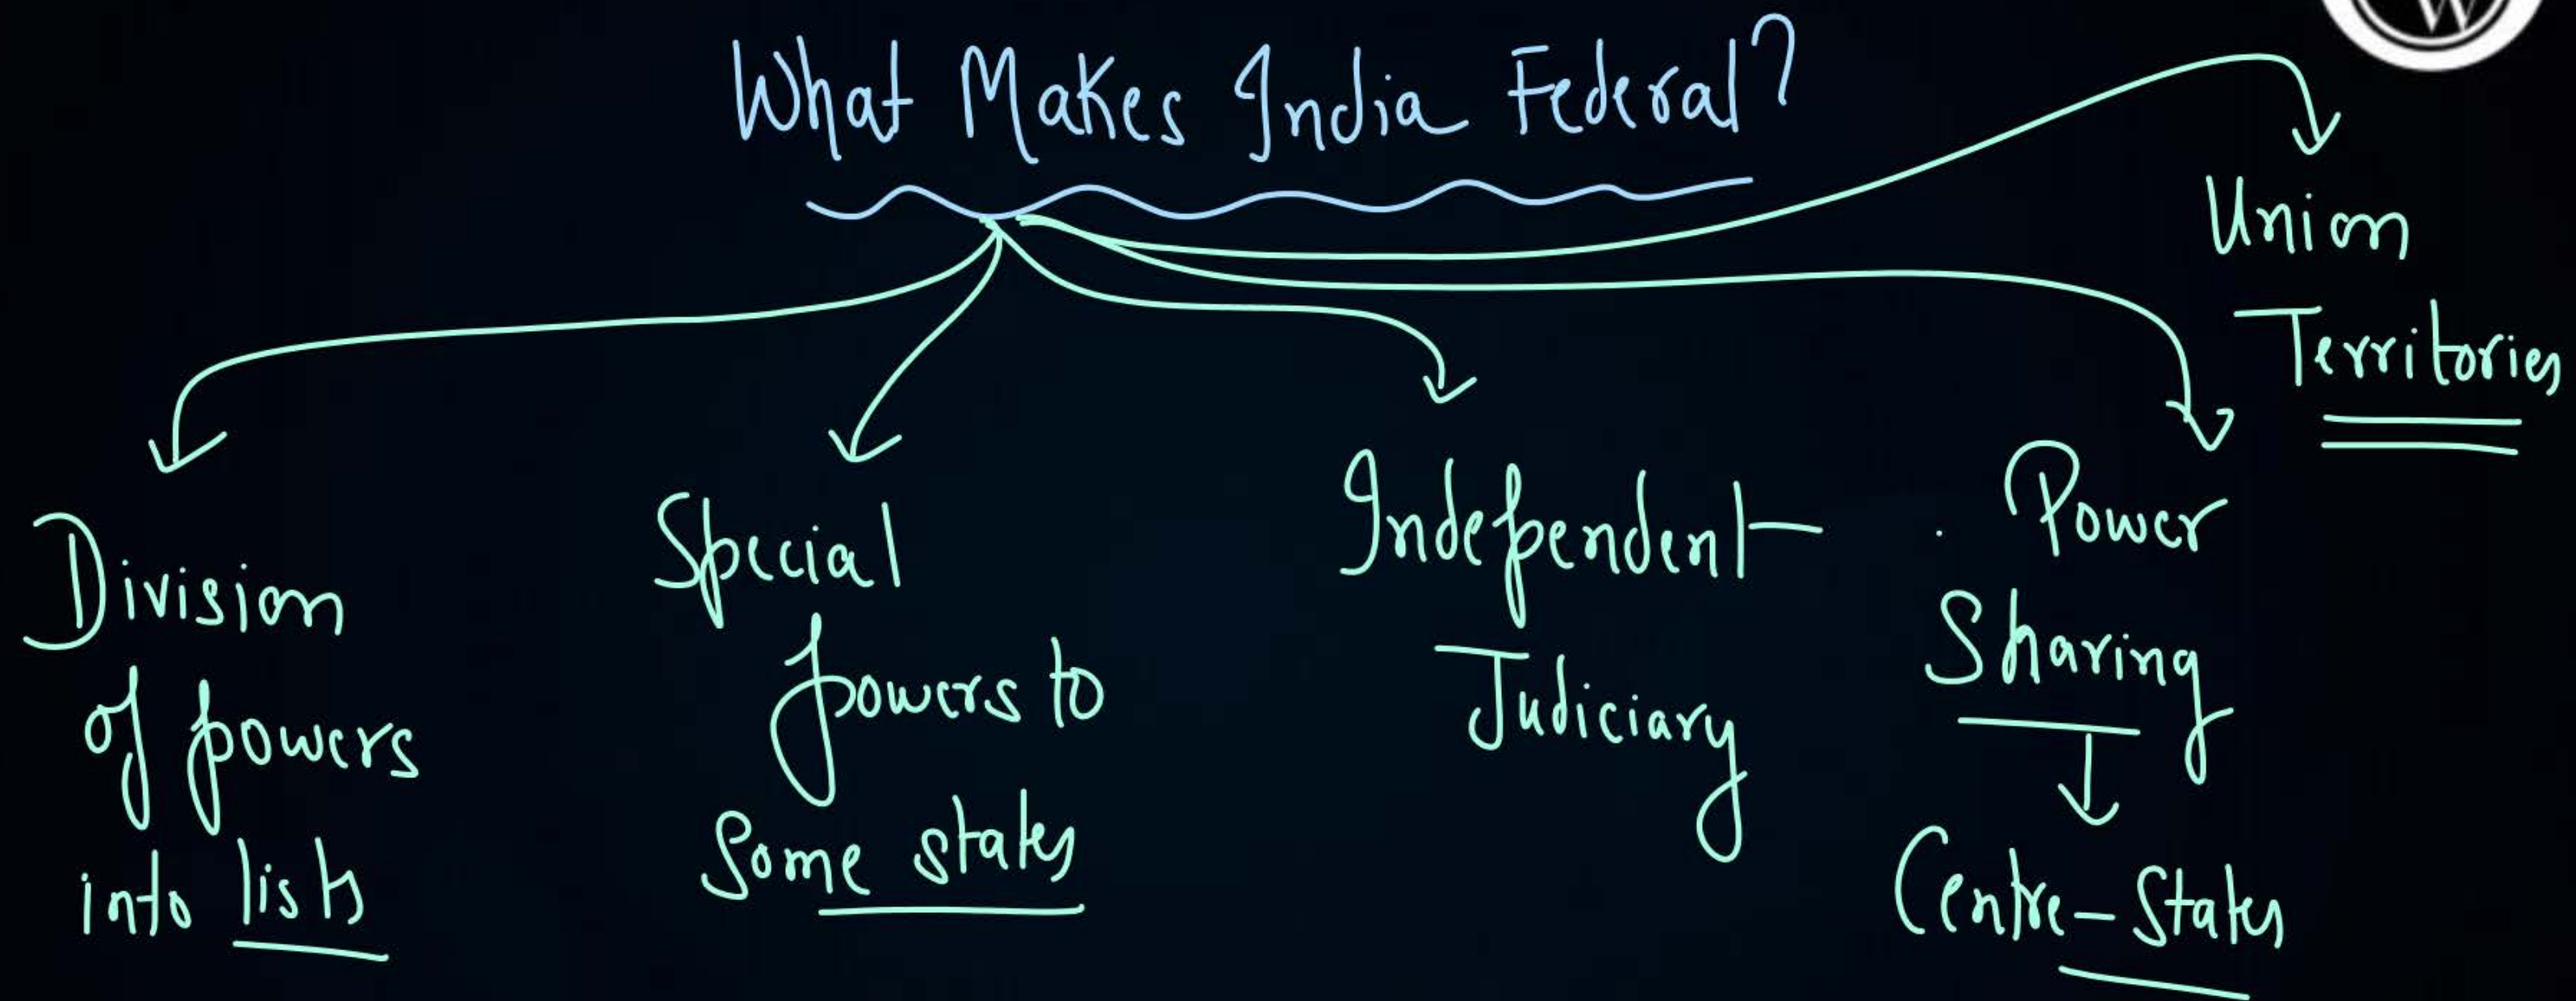 What Makes India Federal?
Division
of powers
into lists
Special
powers to
Some states
Independent
Judiciary
Power
Sharing
Centre-States
Union
Territories
W